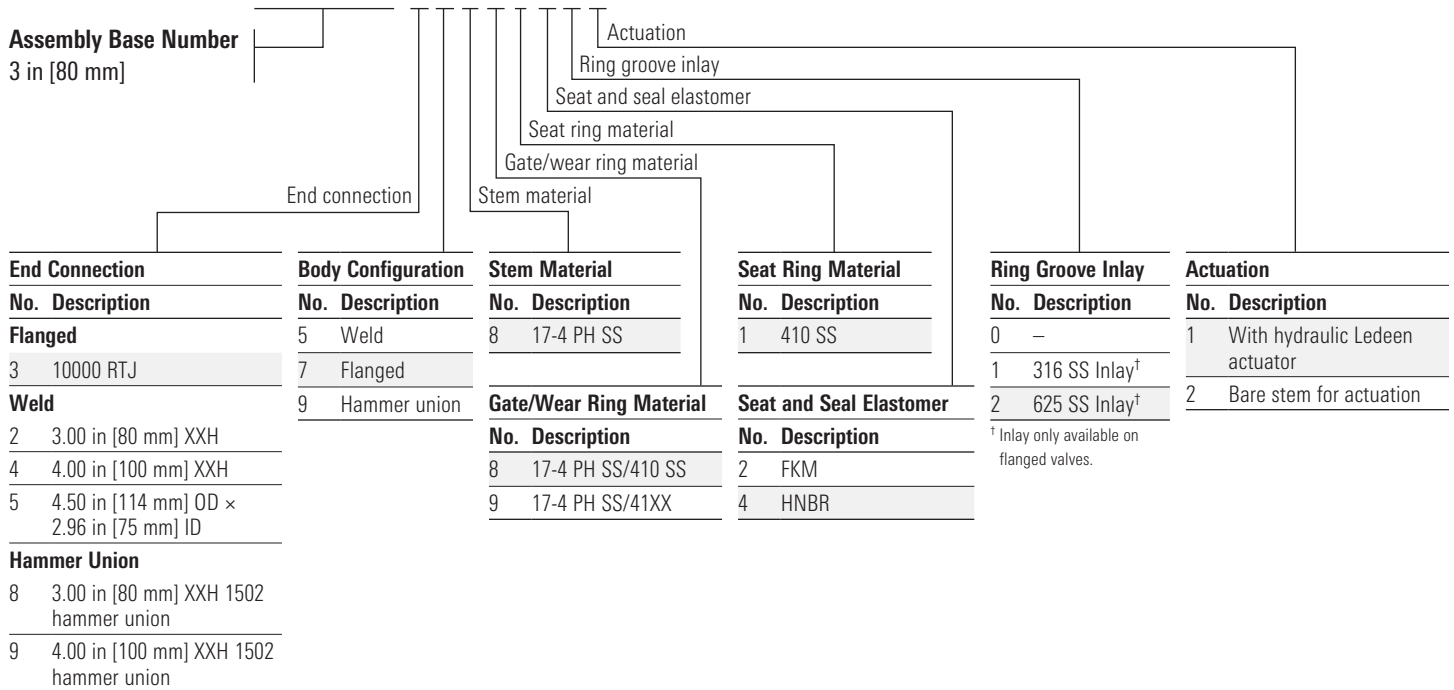 Assembly Base Number
3 in [80 mm]
Actuation
Ring groove inlay
Seat and seal elastomer
Seat ring material
Gate/wear ring material
End connection
Stem material
End Connection
No. Description
Flanged
3 10000 RTJ
Weld
2 3.00 in [80 mm] XXH
4 4.00 in [100 mm] XXH
5 4.50 in [114 mm] OD ×
2.96 in [75 mm] ID
Hammer Union
8 3.00 in [80 mm] XXH 1502
hammer union
9 4.00 in [100 mm] XXH 1502
hammer union
Body Configuration
No. Description
5 Weld
7 Flanged
9 Hammer union
Stem Material
No. Description
8 17-4 PH SS
Gate/Wear Ring Material
No. Description
8 17-4 PH SS/410 SS
9 17-4 PH SS/41XX
Seat Ring Material
No. Description
1 410 SS
Seat and Seal Elastomer
No. Description
2 FKM
4 HNBR
Ring Groove Inlay
No. Description
0 –
1 316 SS Inlay†
2 625 SS Inlay†
† Inlay only available on
flanged valves.
Actuation
No. Description
1 With hydraulic Ledeen
actuator
2 Bare stem for actuation